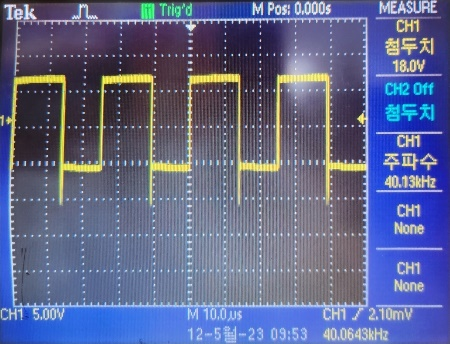 Tek
Trig'd
M Pos: 0.000s
MEASURE
CH1
첨두치
18.0V
CH2 Off
첨두치
CH1
주파수
40.13kHz
CH1
None
CH1
None
1
CH1 5.00V
M 10.0us
CH1 2.10mV
12-5월-23 09:53
40.0643kHz